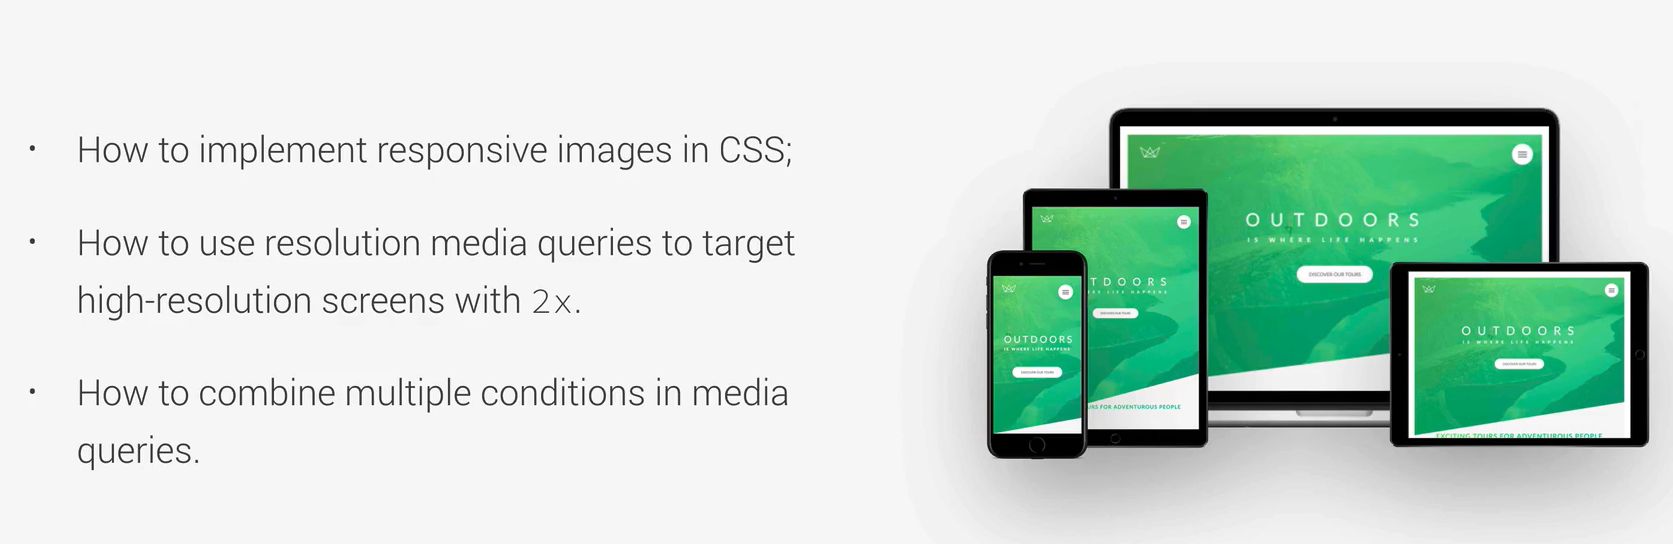 How to implement responsive images in CSS;
How to use resolution media queries to target
high-resolution screens with 2x.
How to combine multiple conditions in media
queries.
OUTDOORS
IS WHERE LIFE HAPPENS
DISCOVER OUR TOURS
TDOORS
LIFE HAPPENS
DISCOVER OUR TOURS
FOR ADVENTUROUS PEOPLE
OUTDOORS
IS WHERE LIFE HAPPENS
DISCOVER OUR TOURS
OUTDOORS
IS WHERE LIFE HAPPENS
DISCOVER OUR TOURS
EXCITING TOURS FOR ADVENTUROUS PEOPLE